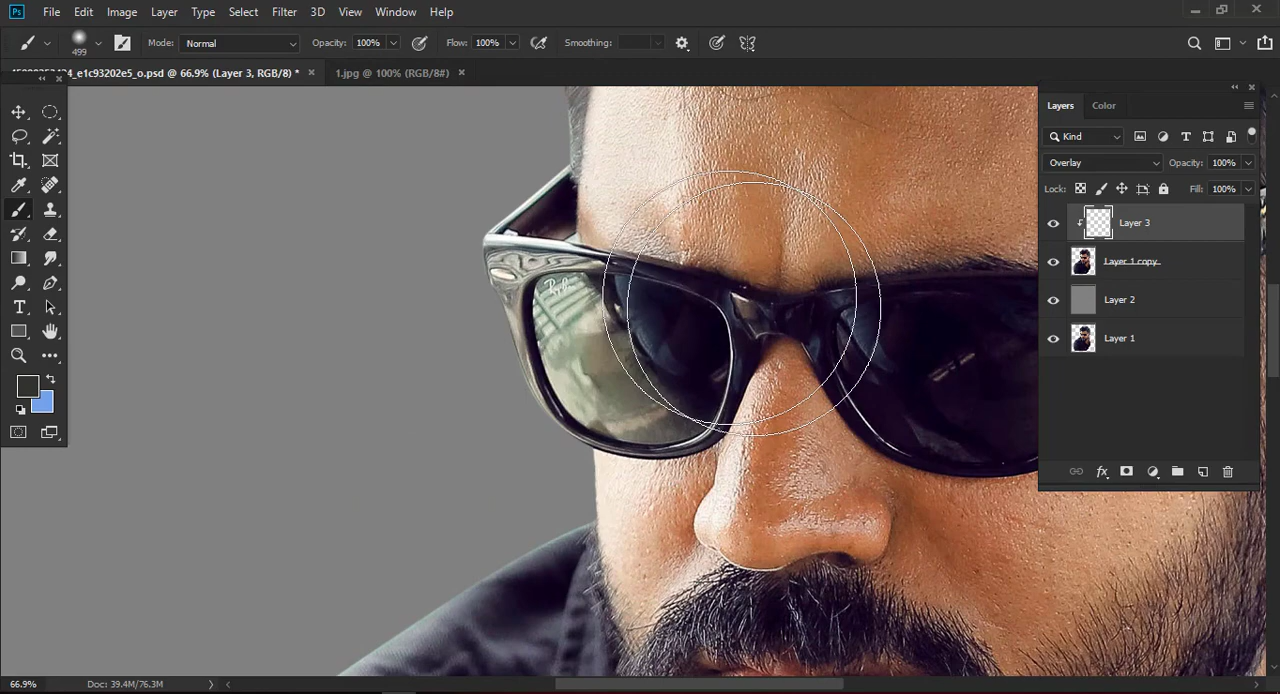 Ps File Edit Image Layer Type Select Filter 3D View Window Help
499 Mode: Normal Opacity: 100% Flow: 100% Smoothing:
_e1c93202e5_o.psd @ 66.9% (Layer 3, RGB/8) * 1.jpg @ 100% (RGB/8#)
Layers Color
Kind
Overlay Opacity: 100%
Lock: Fill: 100%
Layer 3
Layer 1 copy
Layer 2
Layer 1
Ray-Ban
66.9% Doc: 39.4M/76.3M